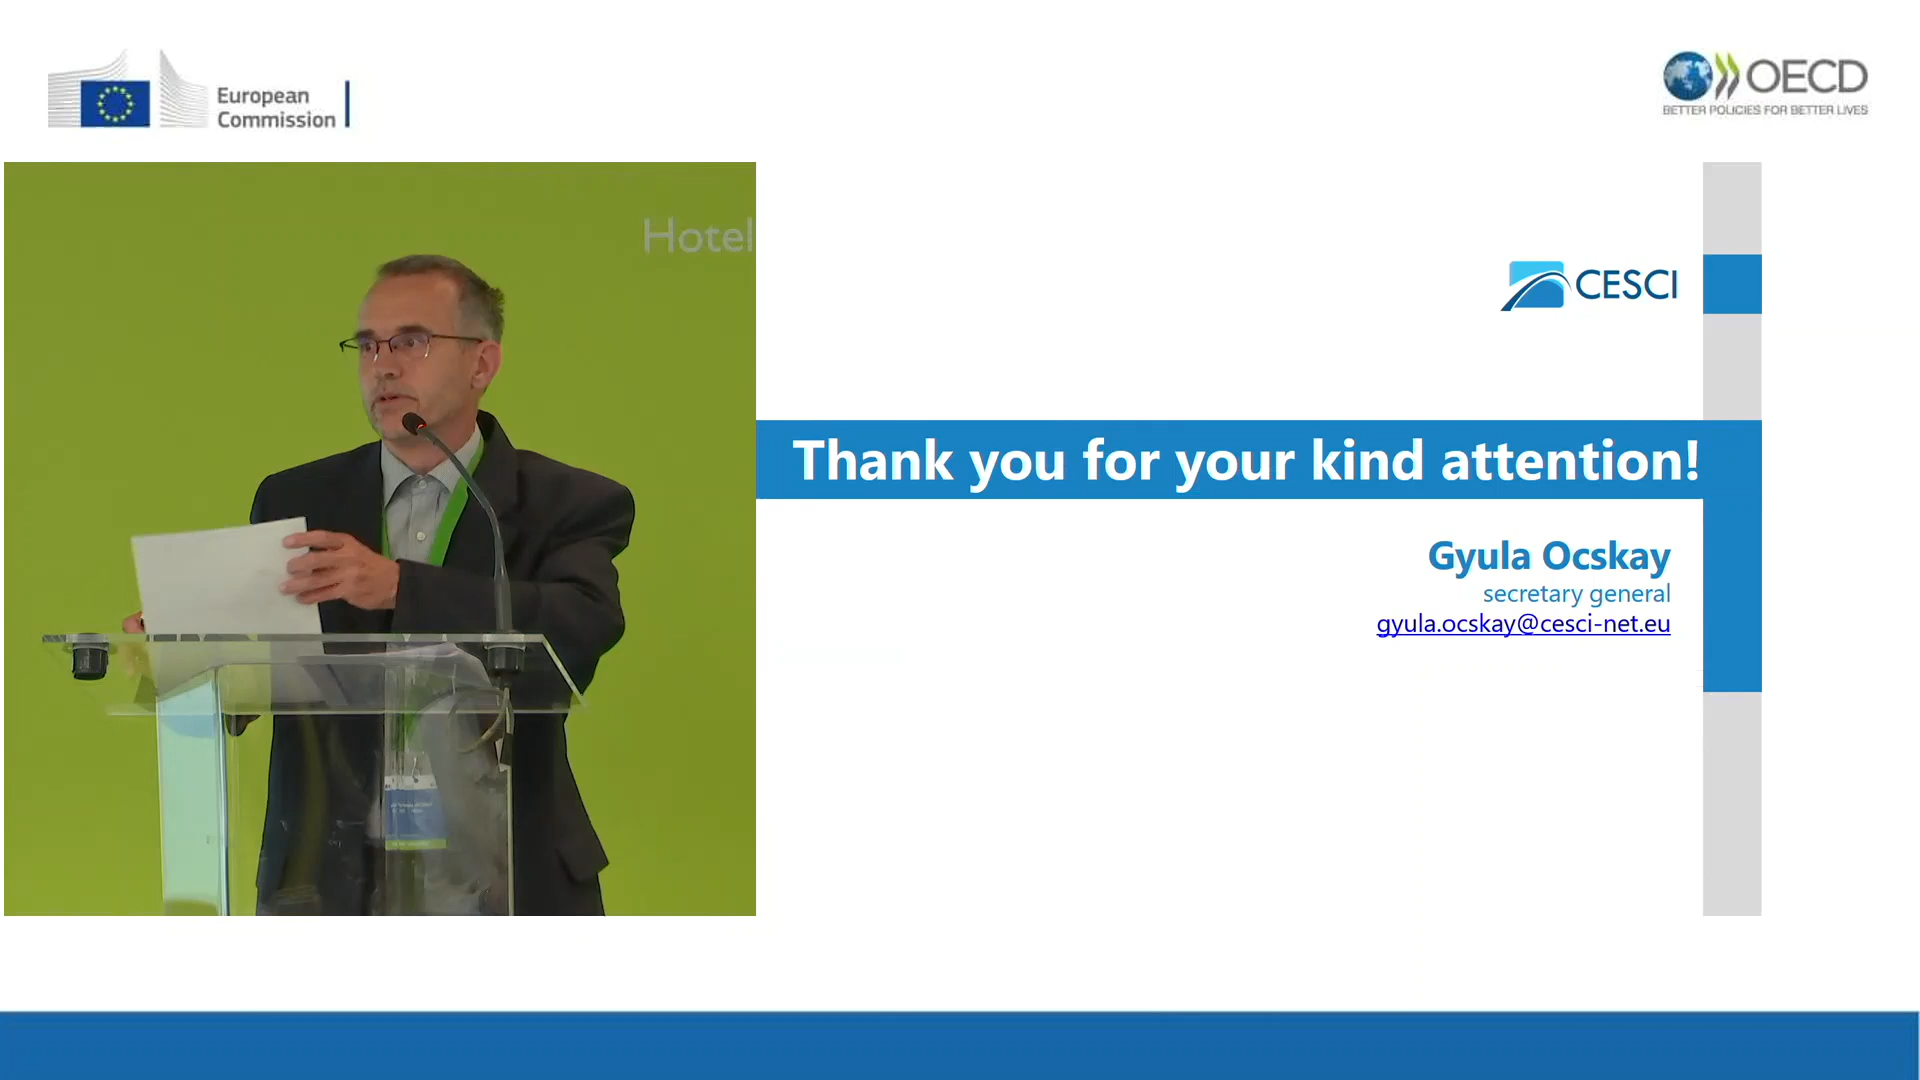 European
Commission
OECD
BETTER POLICIES FOR BETTER LIVES
Hotel
CESCI
Thank you for your kind attention!
Gyula Ocskay
secretary general
gyula.ocskay@cesci-net.eu